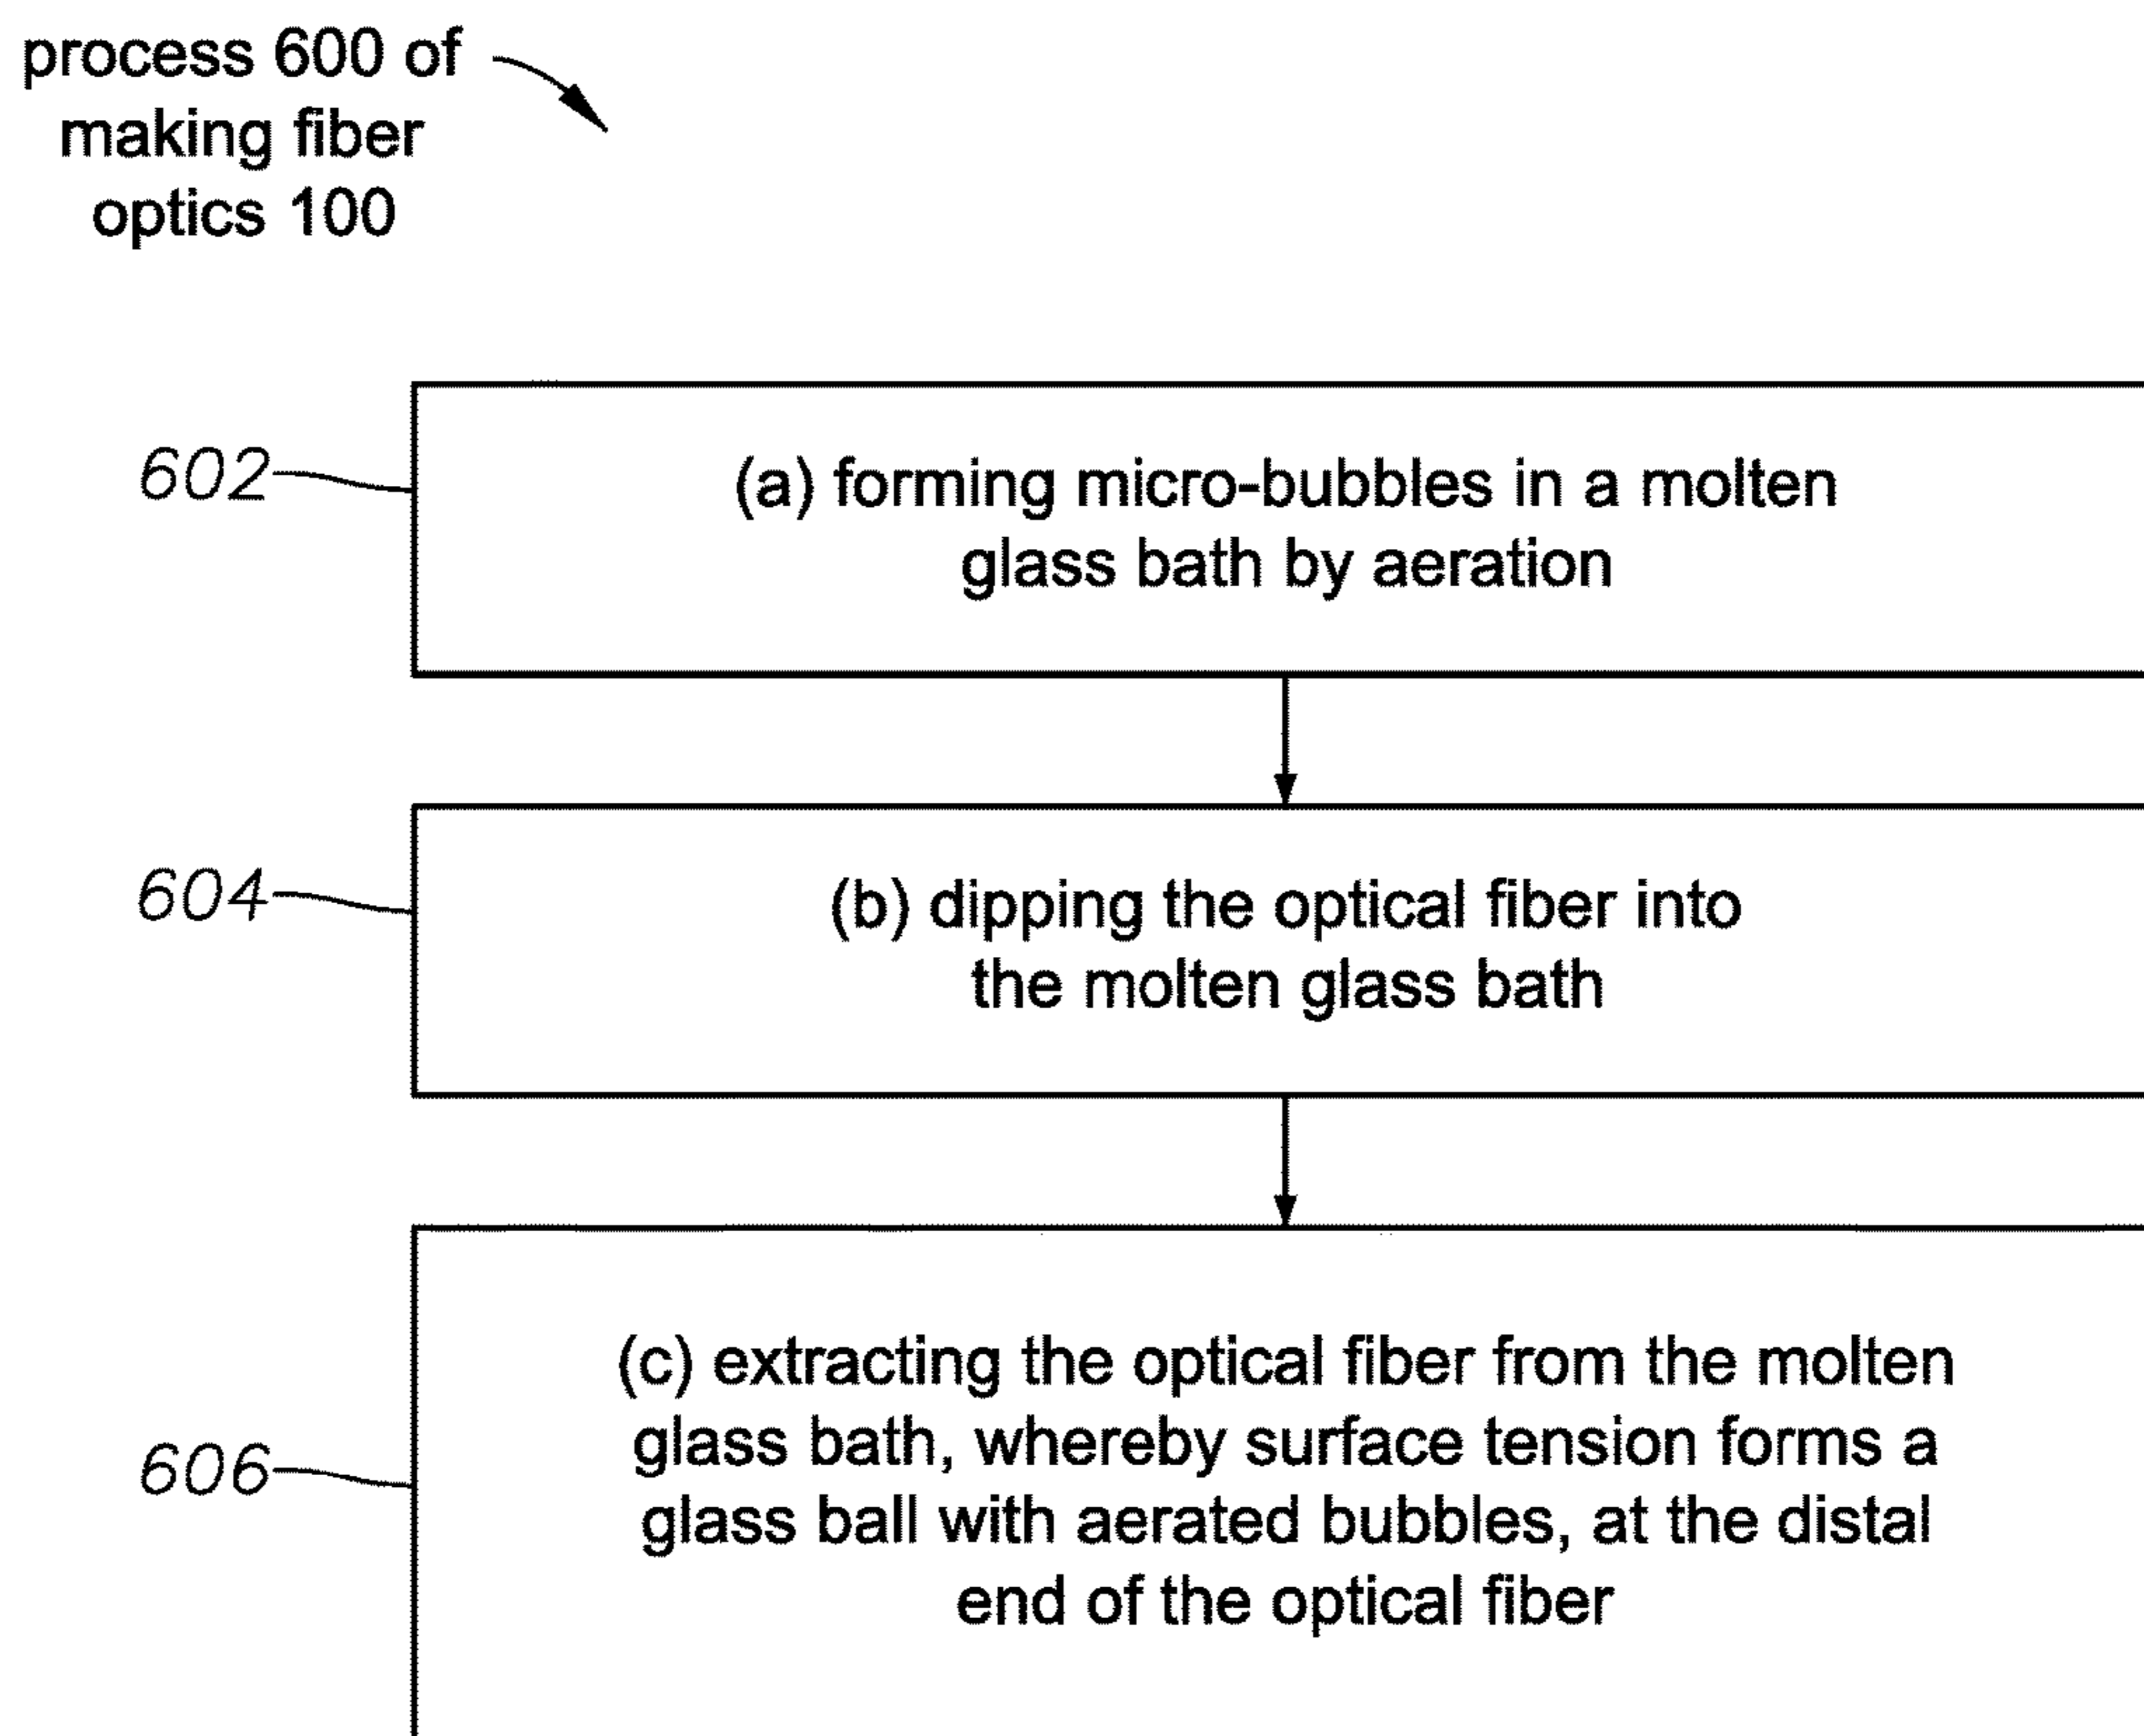 process 600 of
making fiber
optics 100
602
(a) forming micro-bubbles in a molten
glass bath by aeration
604
(b) dipping the optical fiber into
the molten glass bath
606
(c) extracting the optical fiber from the molten
glass bath, whereby surface tension forms a
glass ball with aerated bubbles, at the distal
end of the optical fiber